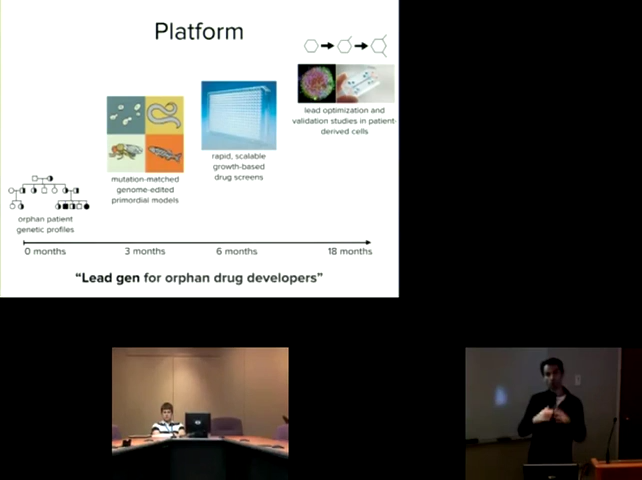 Platform
lead optimization and
validation studies in patient-
derived cells
rapid, scalable
growth-based
drug screens
mutation-matched
genome-edited
primordial models
orphan patient
genetic profiles
0 months
3 months
6 months
18 months
“Lead gen for orphan drug developers”